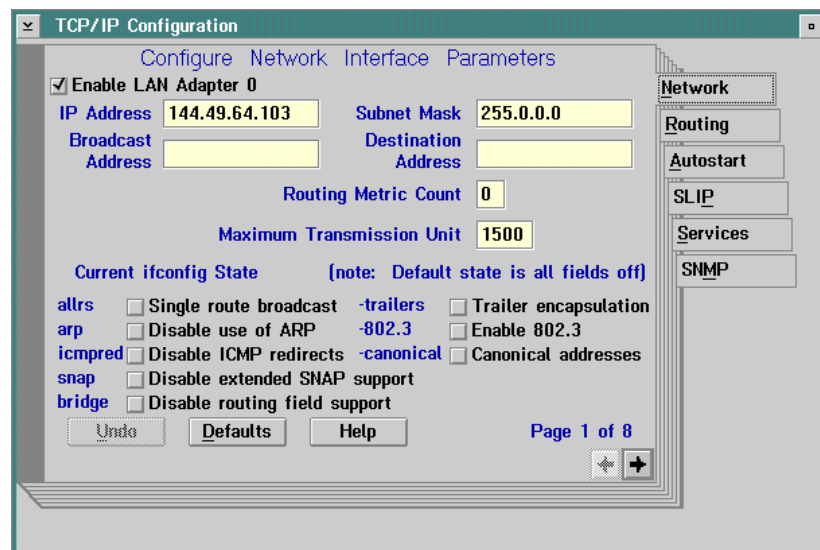 TCP/IP Configuration
Configure Network Interface Parameters
Enable LAN Adapter 0
IP Address 144.49.64.103 Subnet Mask 255.0.0.0
Broadcast Address Destination Address
Routing Metric Count 0
Maximum Transmission Unit 1500
Current ifconfig State (note: Default state is all fields off)
allrs Single route broadcast -trailers Trailer encapsulation
arp Disable use of ARP -802.3 Enable 802.3
icmpred Disable ICMP redirects -canonical Canonical addresses
snap Disable extended SNAP support
bridge Disable routing field support
Undo Defaults Help Page 1 of 8
Network
Routing
Autostart
SLIP
Services
SNMP